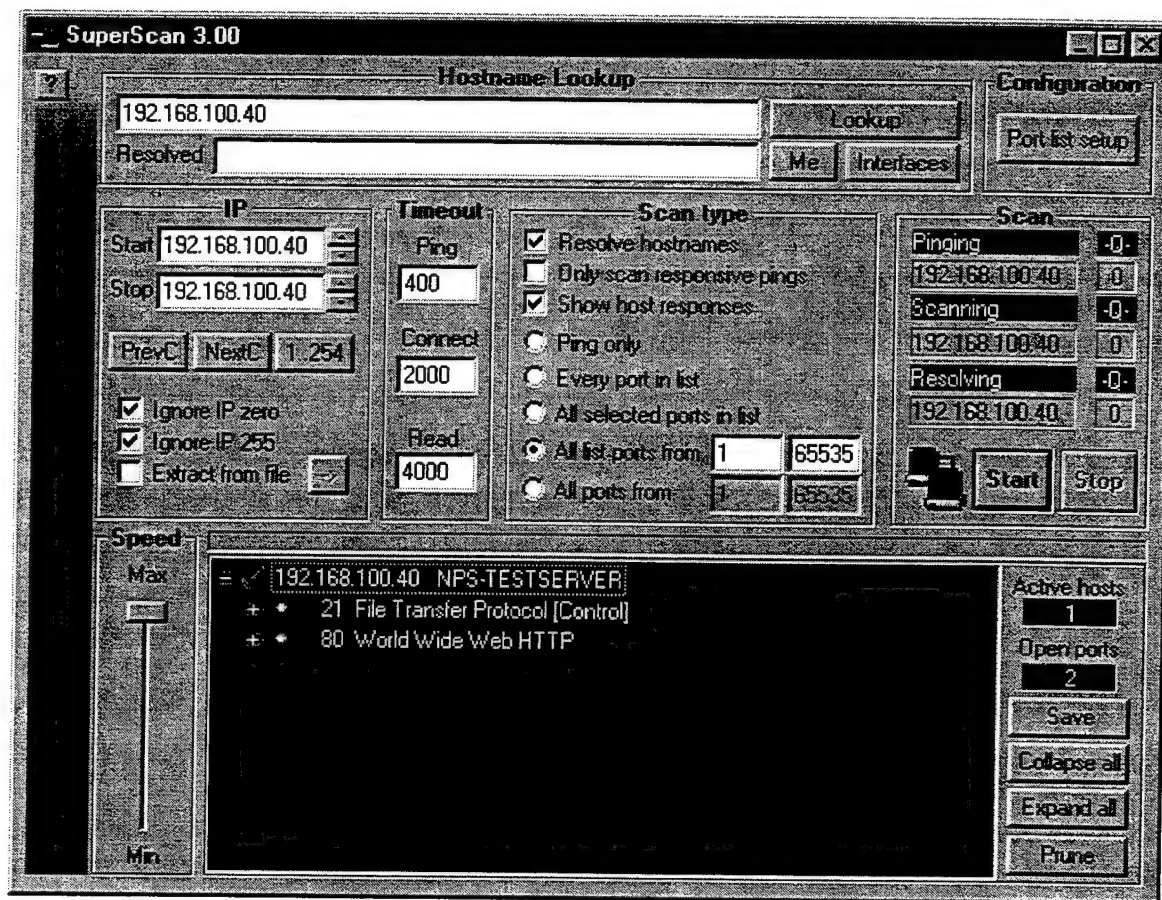 SuperScan 3.00
?
Hostname Lookup
192.168.100.40
Lookup
Resolved
Me
Interfaces
Configuration
Port list setup
IP
Start 192.168.100.40
Stop 192.168.100.40
PrevC NextC 1..254
Ignore IP zero
Ignore IP 255
Extract from file
->
Timeout
Ping
400
Connect
2000
Read
4000
Scan type
Resolve hostnames
Only scan responsive pings
Show host responses
Ping only
Every port in list
All selected ports in list
All list ports from 1 65535
All ports from 1 65535
Scan
Pinging -0-
192.168.100.40 0
Scanning -0-
192.168.100.40 0
Resolving -0-
192.168.100.40 0
Start Stop
Speed
Max
Min
192.168.100.40 NPS-TESTSERVER
21 File Transfer Protocol [Control]
80 World Wide Web HTTP
Active hosts
1
Open ports
2
Save
Collapse all
Expand all
Prune